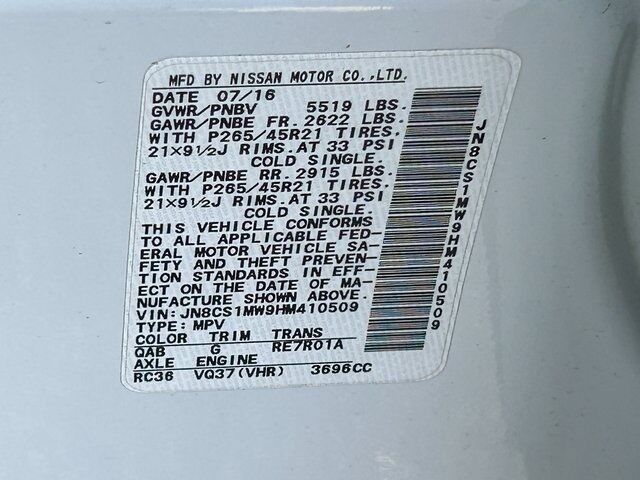 MFD BY NISSAN MOTOR CO.,LTD.
DATE 07/16
GVWR/PNBV 5519 LBS.
GAWR/PNBE FR. 2622 LBS.
WITH P265/45R21 TIRES.
21×9½J RIMS.AT 33 PSI
COLD SINGLE.
GAWR/PNBE RR. 2915 LBS.
WITH P265/45R21 TIRES.
21×9½J RIMS.AT 33 PSI
COLD SINGLE.
THIS VEHICLE CONFORMS
TO ALL APPLICABLE FED-
ERAL MOTOR VEHICLE SA-
FETY AND THEFT PREVEN-
TION STANDARDS IN EFF-
ECT ON THE DATE OF MA-
NUFACTURE SHOWN ABOVE.
VIN: JN8CS1MW9HM410509
TYPE: MPV
COLOR TRIM TRANS
QAB G RE7R01A
AXLE ENGINE
RC36 VQ37(VHR) 3696CC
JN8CS1MW9HM410509